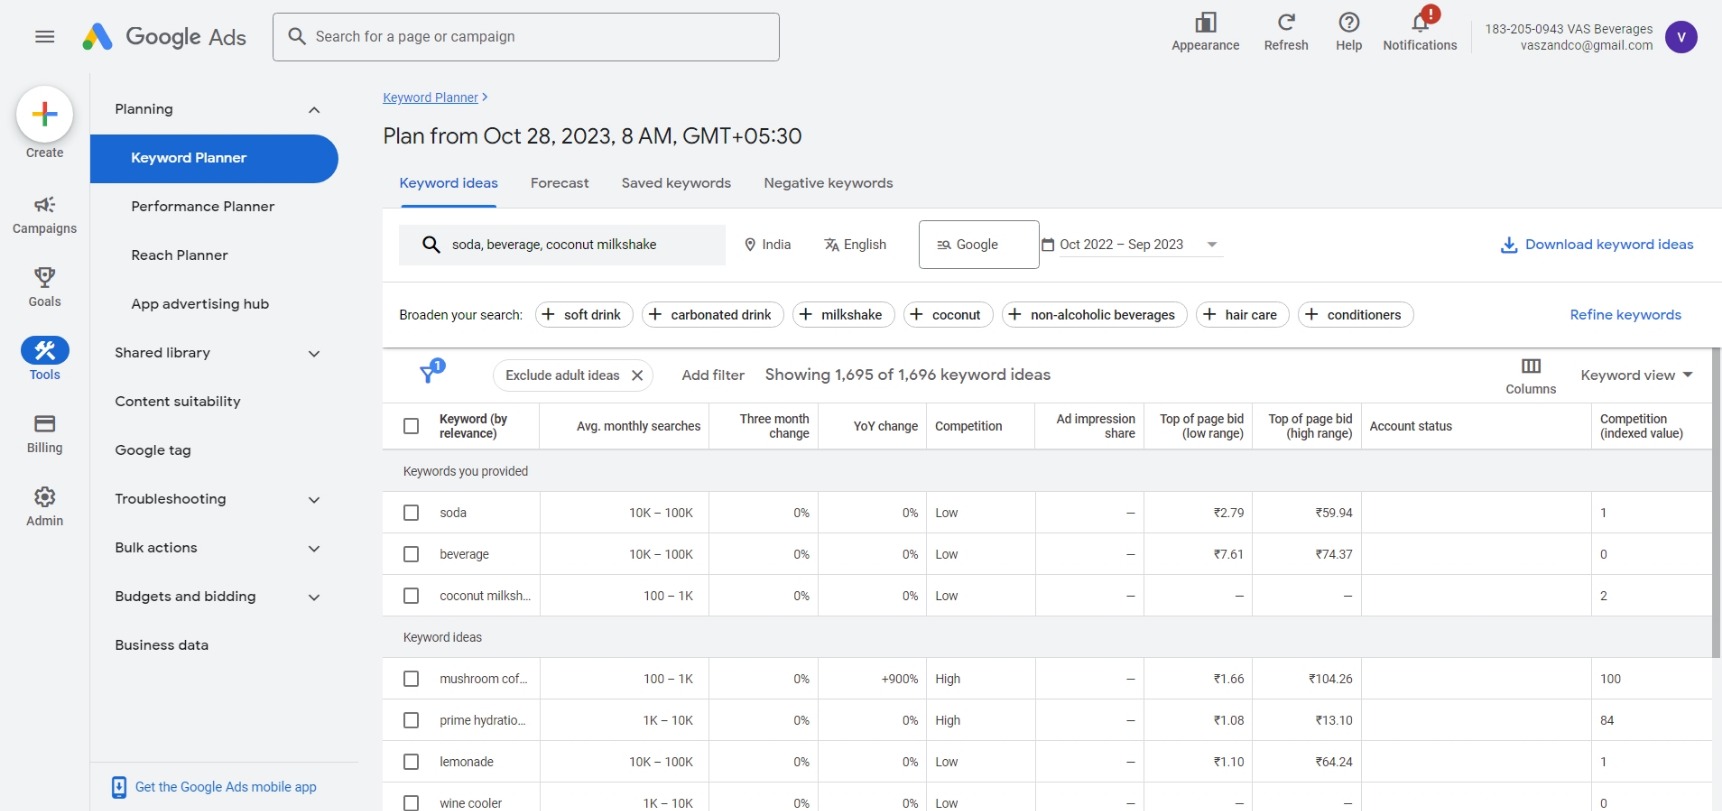 Google Ads
Search for a page or campaign
Appearance
Refresh
Help
!
Notifications
183-205-0943 VAS Beverages
vaszandco@gmail.com
V
Create
Campaigns
Goals
Tools
Billing
Admin
Planning
Keyword Planner
Performance Planner
Reach Planner
App advertising hub
Shared library
Content suitability
Google tag
Troubleshooting
Bulk actions
Budgets and bidding
Business data
Get the Google Ads mobile app
Keyword Planner
Plan from Oct 28, 2023, 8 AM, GMT+05:30
Keyword ideas Forecast Saved keywords Negative keywords
soda, beverage, coconut milkshake India English Google Oct 2022 – Sep 2023 Download keyword ideas
Broaden your search: + soft drink + carbonated drink + milkshake + coconut + non-alcoholic beverages + hair care + conditioners Refine keywords
1 Exclude adult ideas Add filter Showing 1,695 of 1,696 keyword ideas Columns Keyword view
Keyword (by relevance) Avg. monthly searches Three month change YoY change Competition Ad impression share Top of page bid (low range) Top of page bid (high range) Account status Competition (indexed value)
Keywords you provided
soda 10K – 100K 0% 0% Low – ₹2.79 ₹59.94 1
beverage 10K – 100K 0% 0% Low – ₹7.61 ₹74.37 0
coconut milksh... 100 – 1K 0% 0% Low – – – 2
Keyword ideas
mushroom cof... 100 – 1K 0% +900% High – ₹1.66 ₹104.26 100
prime hydratio... 1K – 10K 0% 0% High – ₹1.08 ₹13.10 84
lemonade 10K – 100K 0% 0% Low – ₹1.10 ₹64.24 1
wine cooler 1K – 10K 0% 0% Low – – – 0